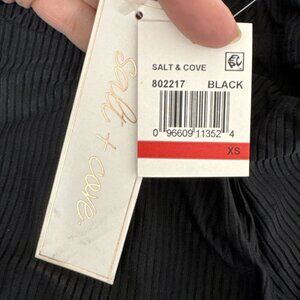 salt + cove.
SALT & COVE
802217 BLACK
0 96609 11352 4
XS